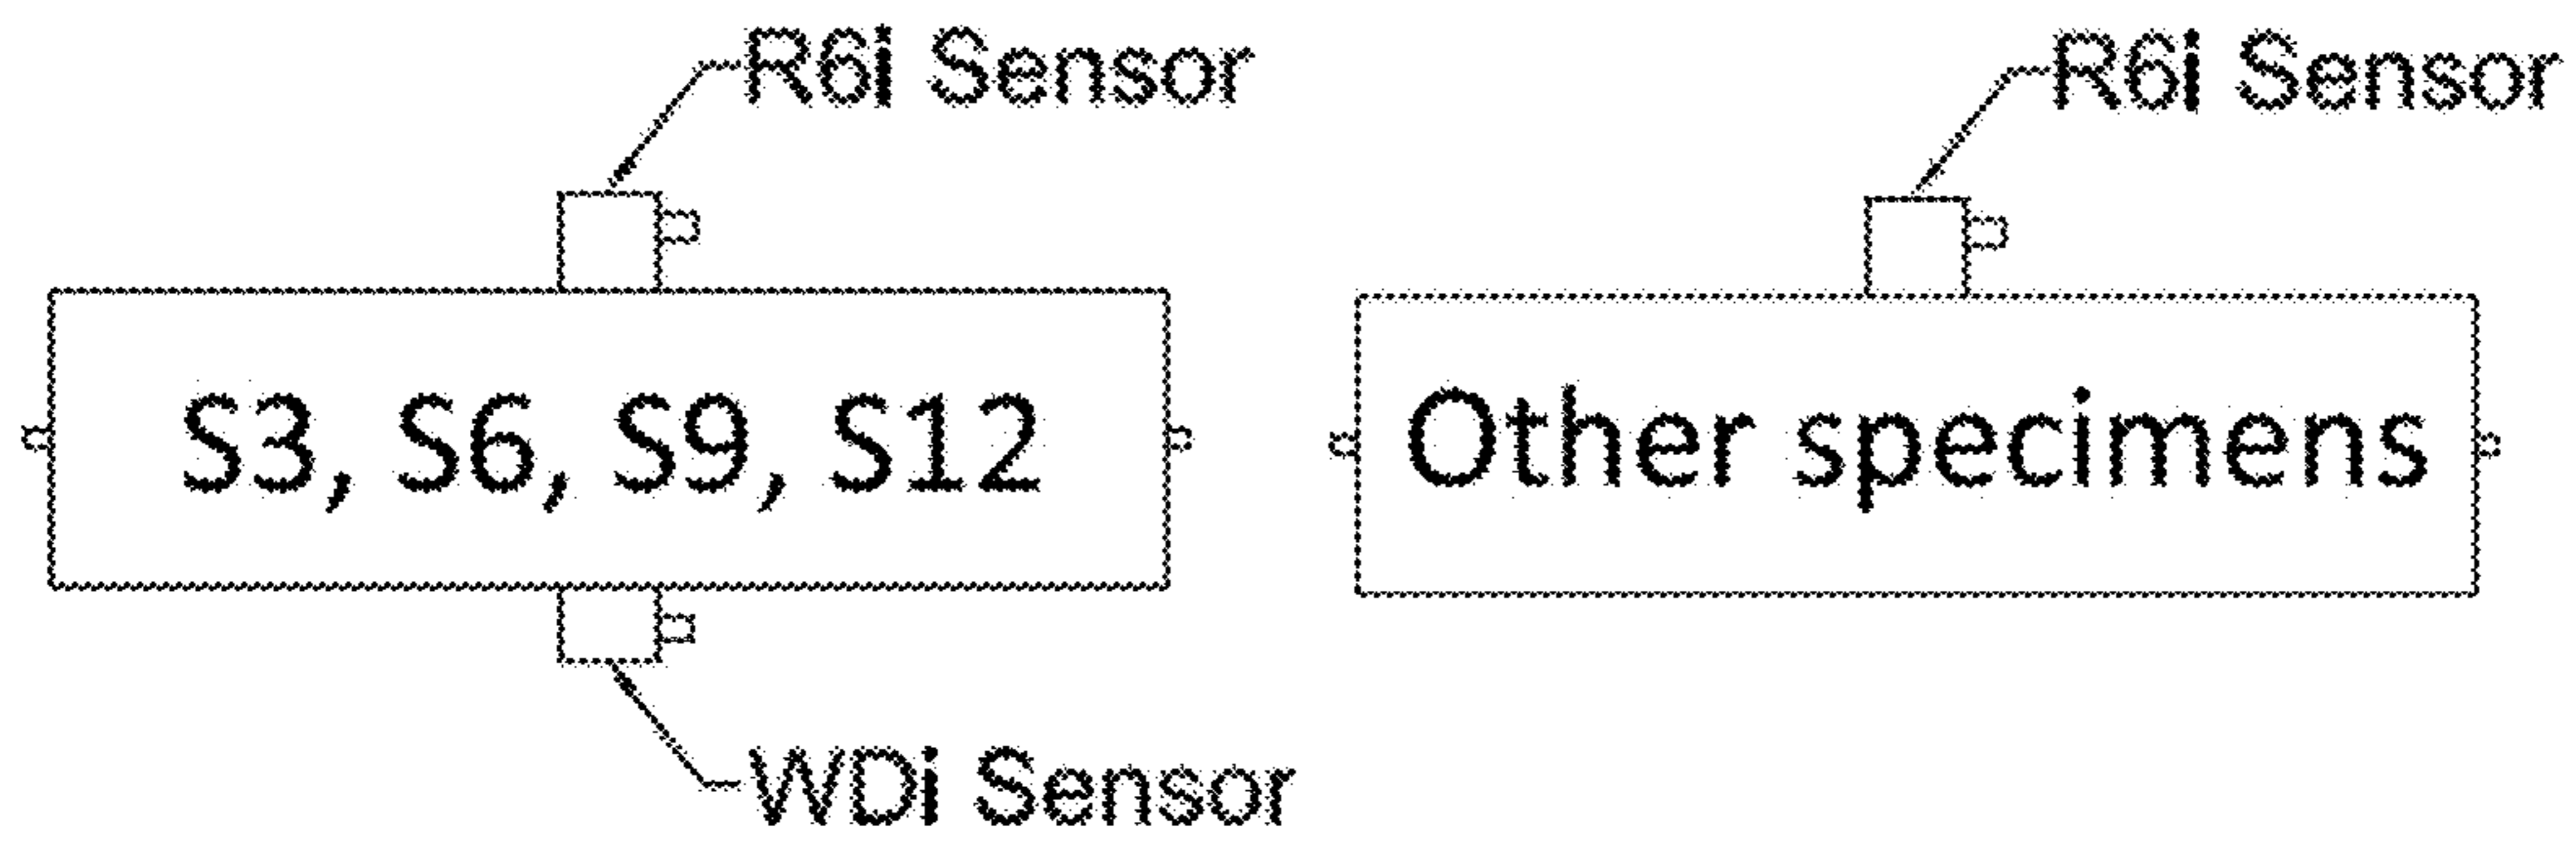 R6i Sensor
R6i Sensor
S3, S6, S9, S12
Other specimens
WDi Sensor